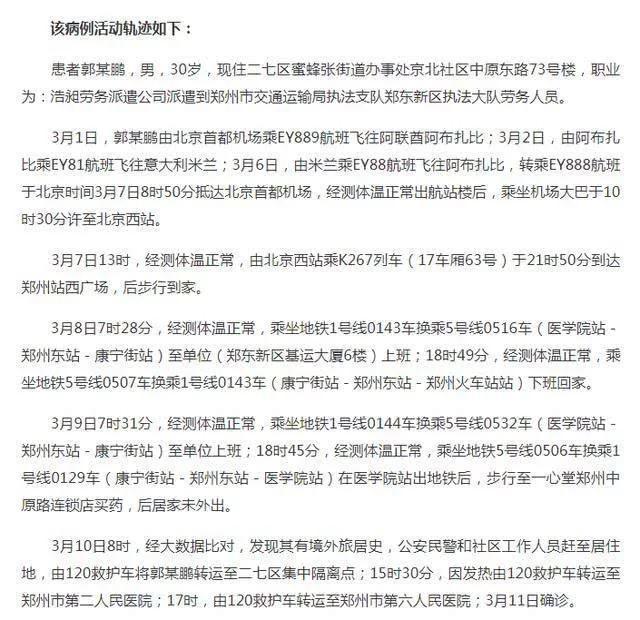 该病例活动轨迹如下：
患者郭某鹏，男，30岁，现住二七区蜜蜂张街道办事处京北社区中原东路73号楼，职业
为：浩昶劳务派遣公司派遣到郑州市交通运输局执法支队郑东新区执法大队劳务人员。
3月1日，郭某鹏由北京首都机场乘EY889航班飞往阿联酋阿布扎比；3月2日，由阿布扎
比乘EY81航班飞往意大利米兰；3月6日，由米兰乘EY88航班飞往阿布扎比，转乘EY888航班
于北京时间3月7日8时50分抵达北京首都机场，经测体温正常出航站楼后，乘坐机场大巴于10
时30分许至北京西站。
3月7日13时，经测体温正常，由北京西站乘K267列车（17车厢63号）于21时50分到达
郑州站西广场，后步行到家。
3月8日7时28分，经测体温正常，乘坐地铁1号线0143车换乘5号线0516车（医学院站-
郑州东站-康宁街站）至单位（郑东新区基运大厦6楼）上班；18时49分，经测体温正常，乘
坐地铁5号线0507车换乘1号线0143车（康宁街站-郑州东站-郑州火车站站）下班回家。
3月9日7时31分，经测体温正常，乘坐地铁1号线0144车换乘5号线0532车（医学院站-
郑州东站-康宁街站）至单位上班；18时45分，经测体温正常，乘坐地铁5号线0506车换乘1
号线0129车（康宁街站-郑州东站-医学院站）在医学院站出地铁后，步行至一心堂郑州中
原路连锁店买药，后居家未外出。
3月10日8时，经大数据比对，发现其有境外旅居史，公安民警和社区工作人员赶至居住
地，由120救护车将郭某鹏转运至二七区集中隔离点；15时30分，因发热由120救护车转运至
郑州市第二人民医院；17时，由120救护车转运至郑州市第六人民医院；3月11日确诊。